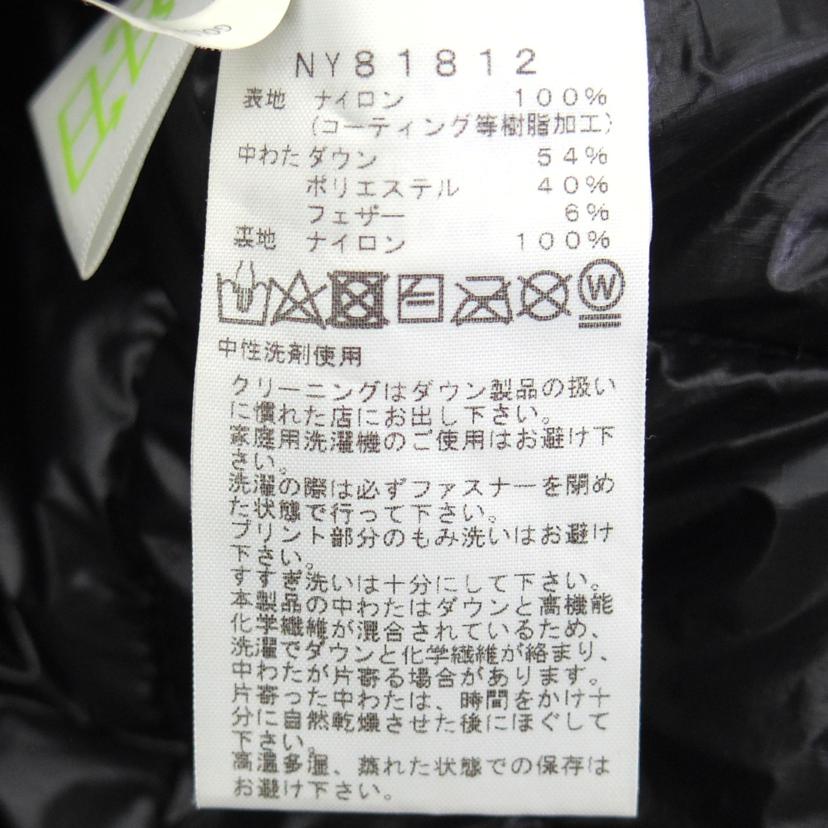 NY81812
表地 ナイロン 100%
(コーティング等樹脂加工)
中わた ダウン 54%
ポリエステル 40%
フェザー 6%
裏地 ナイロン 100%
W
中性洗剤使用
クリーニングはダウン製品の扱い
に慣れた店にお出し下さい。
家庭用洗濯機のご使用はお避け下
さい。
洗濯の際は必ずファスナーを閉め
た状態で行って下さい。
プリント部分のもみ洗いはお避け
下さい。
すすぎ洗いは十分にして下さい。
本製品の中わたはダウンと高機能
化学繊維が混合されているため、
洗濯でダウンと化学繊維が絡まり、
中わたが片寄る場合があります。
片寄った中わたは、時間をかけ十
分に自然乾燥させた後にほぐして
下さい。
高温多湿、蒸れた状態での保存は
お避け下さい。